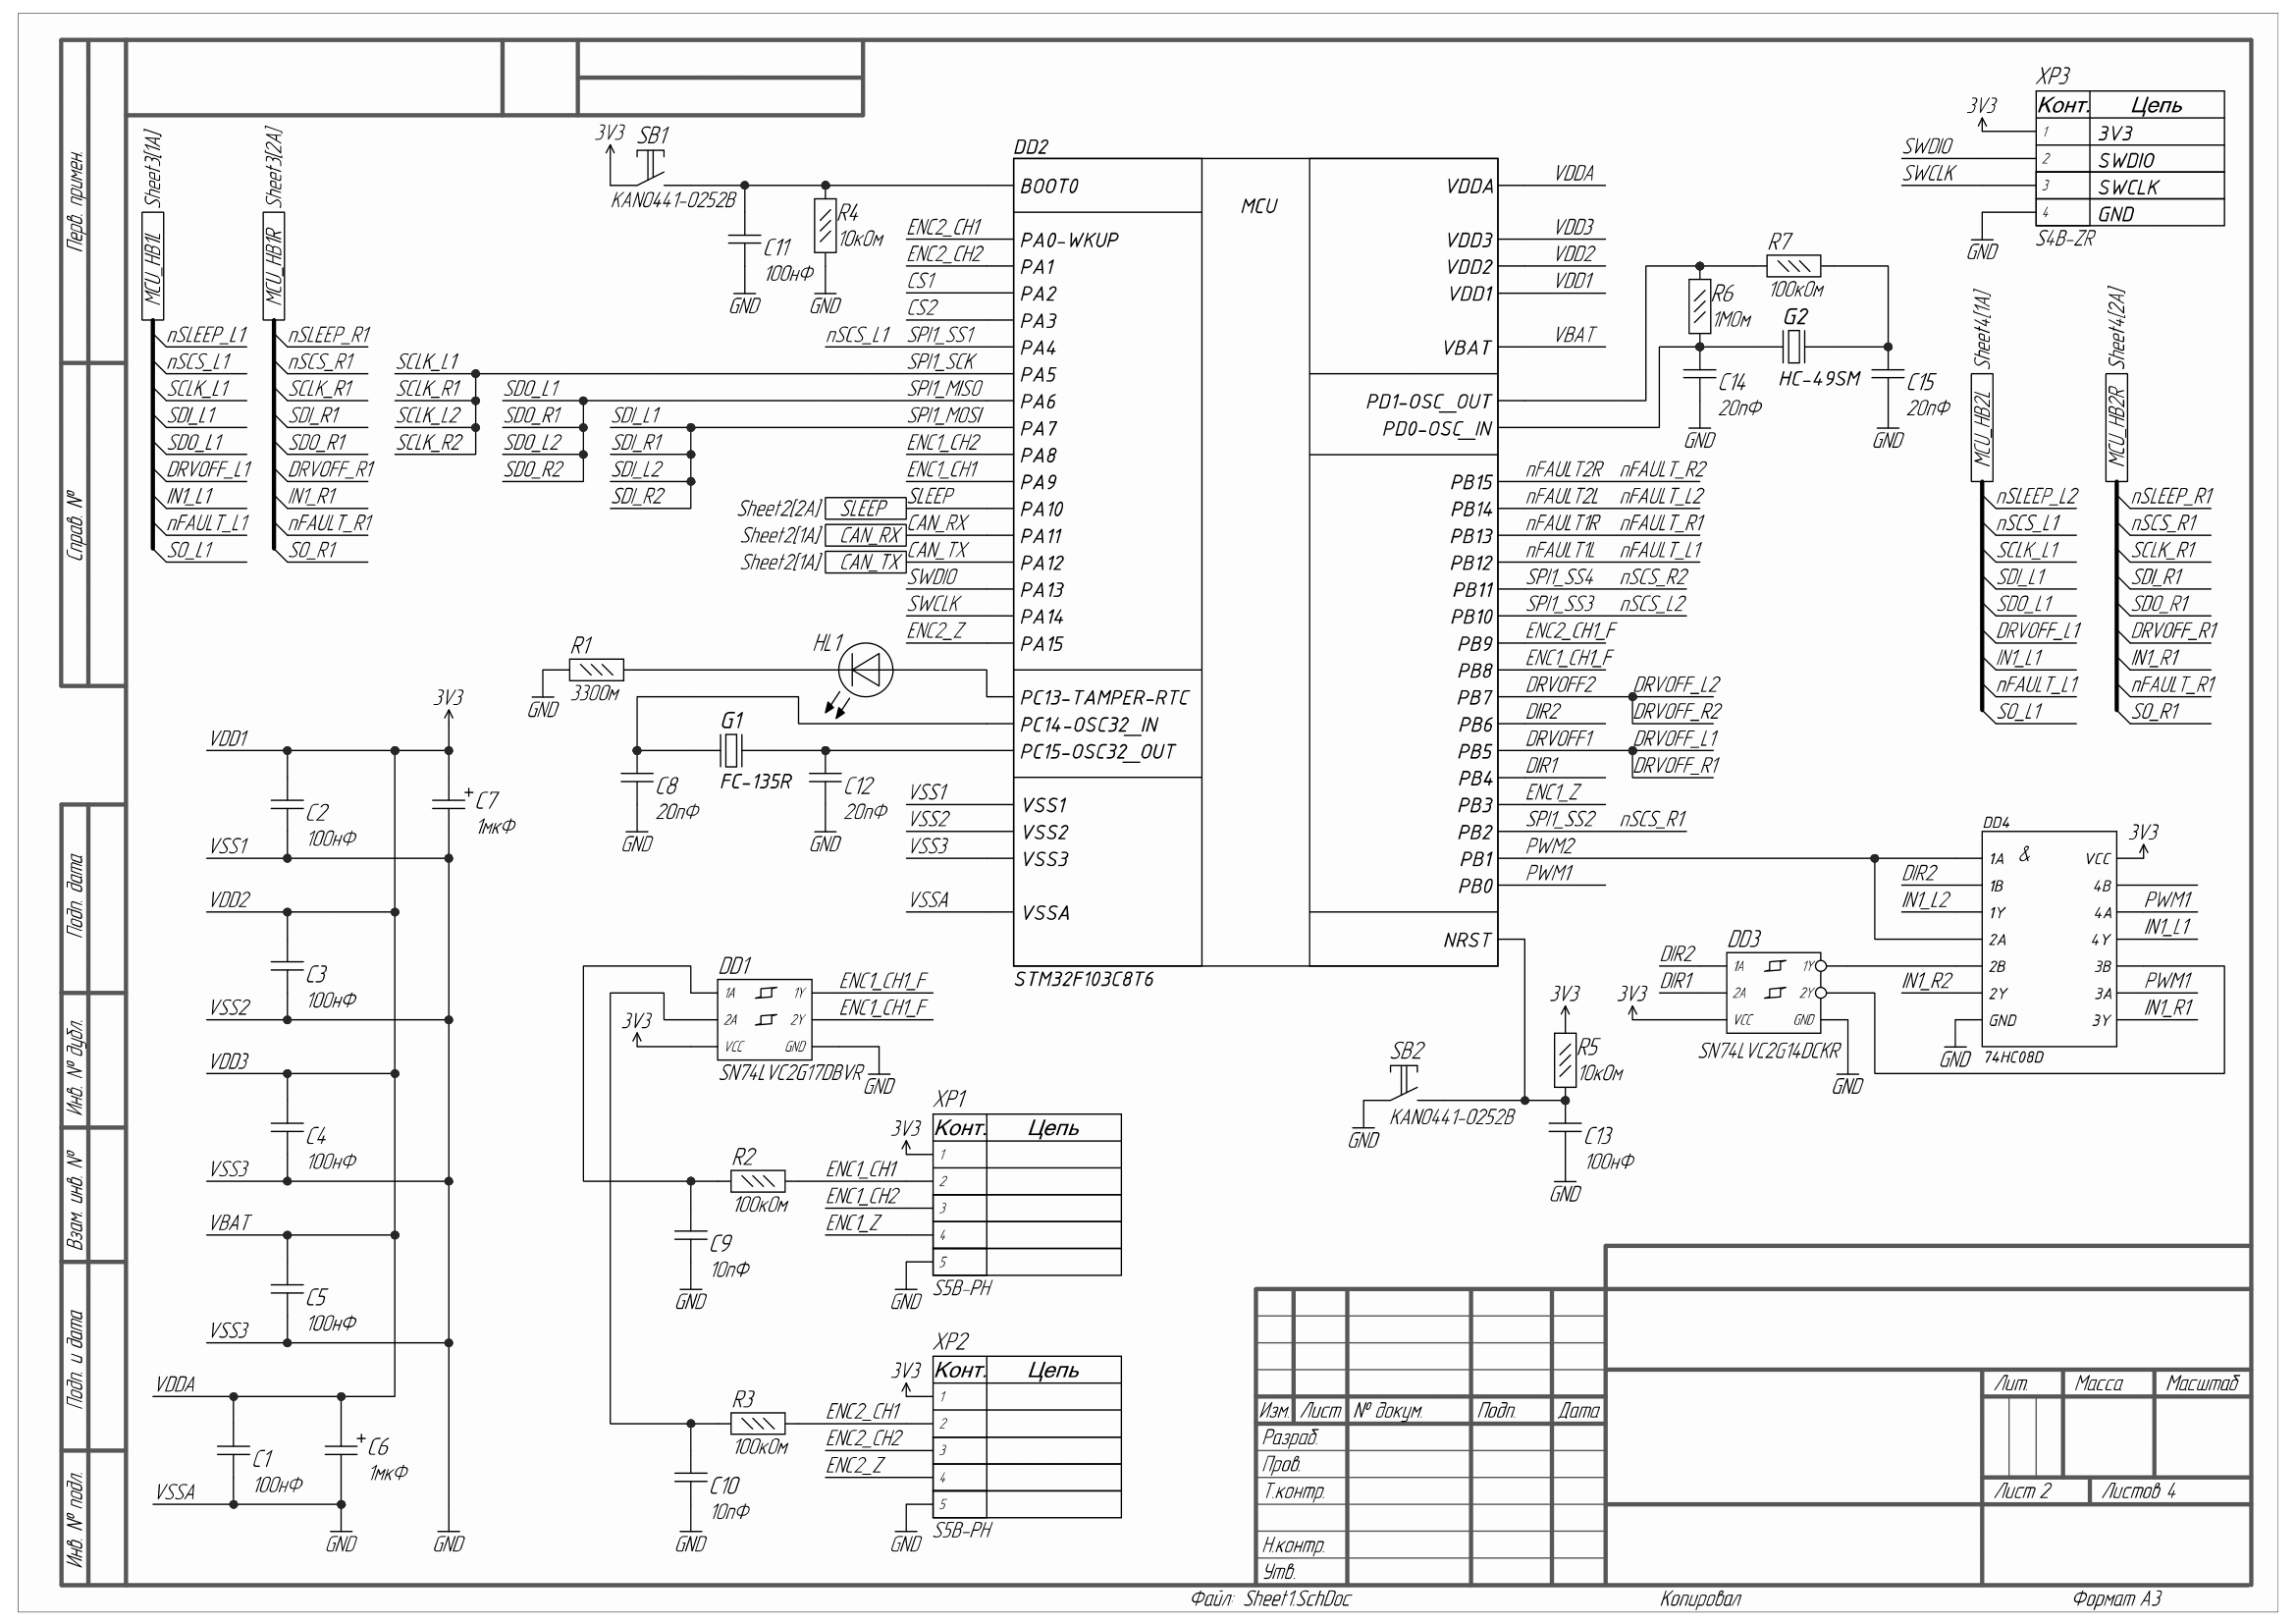 Перв. примен.
Справ. №
Подп. дата
Инв. № дубл.
Взам. инв. №
Подп. и дата
Инв. № подл.
Sheet3[1A]
MCU_HB1L
nSLEEP_L1
nSCS_L1
SCLK_L1
SDI_L1
SDO_L1
DRVOFF_L1
IN1_L1
nFAULT_L1
SO_L1
Sheet3[2A]
MCU_HB1R
nSLEEP_R1
nSCS_R1
SCLK_R1
SDI_R1
SDO_R1
DRVOFF_R1
IN1_R1
nFAULT_R1
SO_R1
SCLK_L1
SCLK_R1
SCLK_L2
SCLK_R2
SDO_L1
SDO_R1
SDO_L2
SDO_R2
SDI_L1
SDI_R1
SDI_L2
SDI_R2
3V3
SB1
KAN0441-0252B
C11
100нФ
GND
R4
10кОм
GND
ENC2_CH1
ENC2_CH2
CS1
CS2
nSCS_L1 SPI1_SS1
SPI1_SCK
SPI1_MISO
SPI1_MOSI
ENC1_CH2
ENC1_CH1
Sheet2[2A] SLEEP SLEEP
Sheet2[1A] CAN_RX CAN_RX
Sheet2[1A] CAN_TX CAN_TX
SWDIO
SWCLK
ENC2_Z
HL1
R1
330Ом
GND
G1
FC-135R
C8
20пФ
GND
C12
20пФ
GND
VSS1
VSS2
VSS3
VSSA
DD2
MCU
BOOT0
PA0-WKUP
PA1
PA2
PA3
PA4
PA5
PA6
PA7
PA8
PA9
PA10
PA11
PA12
PA13
PA14
PA15
PC13-TAMPER-RTC
PC14-OSC32_IN
PC15-OSC32_OUT
VSS1
VSS2
VSS3
VSSA
STM32F103C8T6
VDDA
VDD3
VDD2
VDD1
VBAT
PD1-OSC_OUT
PD0-OSC_IN
PB15
PB14
PB13
PB12
PB11
PB10
PB9
PB8
PB7
PB6
PB5
PB4
PB3
PB2
PB1
PB0
NRST
VDDA
VDD3
VDD2
VDD1
VBAT
nFAULT2R nFAULT_R2
nFAULT2L nFAULT_L2
nFAULT1R nFAULT_R1
nFAULT1L nFAULT_L1
SPI1_SS4 nSCS_R2
SPI1_SS3 nSCS_L2
ENC2_CH1_F
ENC1_CH1_F
DRVOFF2 DRVOFF_L2
DIR2 DRVOFF_R2
DRVOFF1 DRVOFF_L1
DIR1 DRVOFF_R1
ENC1_Z
SPI1_SS2 nSCS_R1
PWM2
PWM1
R7
100кОм
R6
1МОм
G2
HC-49SM
C14
20пФ
GND
C15
20пФ
GND
XP3
Конт. Цепь
1 3V3
2 SWDIO
3 SWCLK
4 GND
S4B-ZR
3V3
SWDIO
SWCLK
GND
Sheet4[1A]
MCU_HB2L
nSLEEP_L2
nSCS_L1
SCLK_L1
SDI_L1
SDO_L1
DRVOFF_L1
IN1_L1
nFAULT_L1
SO_L1
Sheet4[2A]
MCU_HB2R
nSLEEP_R1
nSCS_R1
SCLK_R1
SDI_R1
SDO_R1
DRVOFF_R1
IN1_R1
nFAULT_R1
SO_R1
3V3
VDD1
C2
100нФ
C7
+
1мкФ
VSS1
VDD2
C3
100нФ
VSS2
VDD3
C4
100нФ
VSS3
VBAT
C5
100нФ
VSS3
VDDA
C1
100нФ
C6
+
1мкФ
VSSA
GND
GND
DD1
1A 1Y
2A 2Y
VCC GND
SN74LVC2G17DBVR
ENC1_CH1_F
ENC1_CH1_F
3V3
GND
XP1
Конт. Цепь
1
2
3
4
5
S5B-PH
3V3
ENC1_CH1
ENC1_CH2
ENC1_Z
GND
R2
100кОм
C9
10пФ
GND
XP2
Конт. Цепь
1
2
3
4
5
S5B-PH
3V3
ENC2_CH1
ENC2_CH2
ENC2_Z
GND
R3
100кОм
C10
10пФ
GND
SB2
KAN0441-0252B
GND
3V3
R5
10кОм
C13
100нФ
GND
DD3
DIR2
DIR1
3V3
1A 1Y
2A 2Y
VCC GND
SN74LVC2G14DCKR
GND
DD4
&
1A VCC
1B 4B
1Y 4A
2A 4Y
2B 3B
2Y 3A
GND 3Y
74HC08D
DIR2
IN1_L2
IN1_R2
GND
3V3
PWM1
IN1_L1
PWM1
IN1_R1
Изм. Лист № докум. Подп. Дата
Разраб.
Пров.
Т.контр.
Н.контр.
Утв.
Лит. Масса Масштаб
Лист 2 Листов 4
Файл: Sheet1.SchDoc Копировал Формат А3